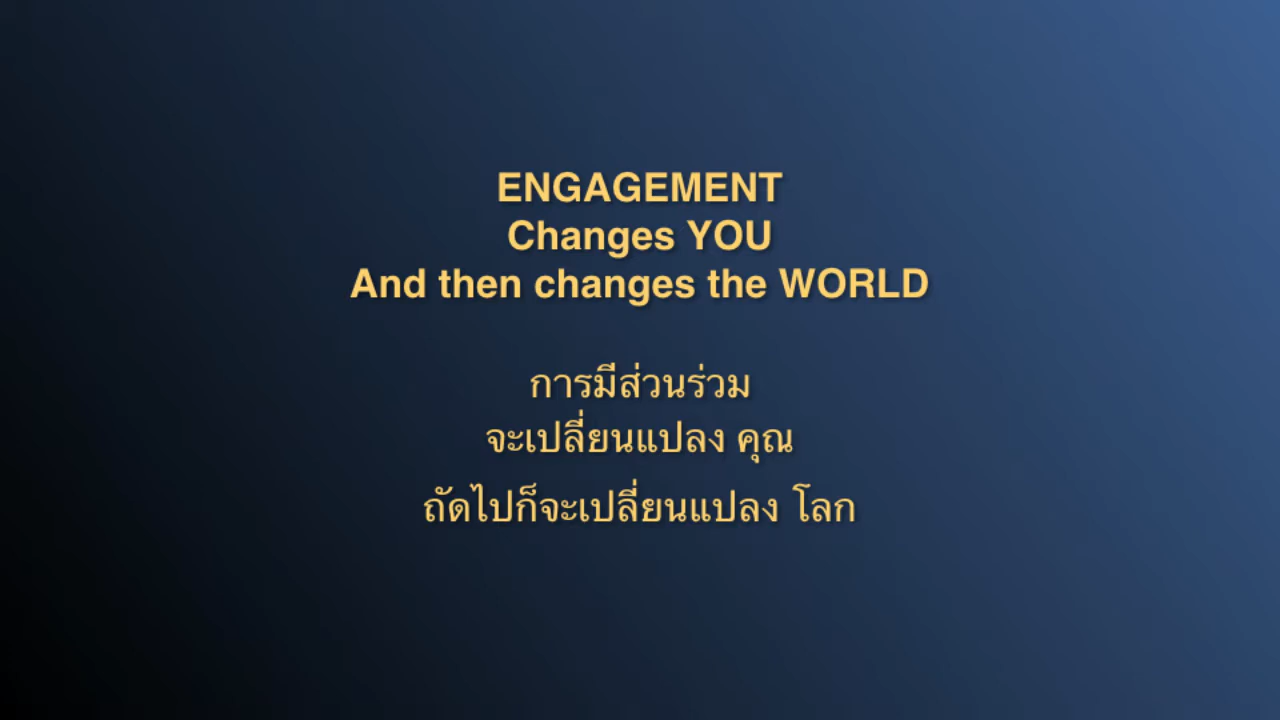 ENGAGEMENT
Changes YOU
And then changes the WORLD
การมีส่วนร่วม
จะเปลี่ยนแปลง คุณ
ถัดไปก็จะเปลี่ยนแปลง โลก